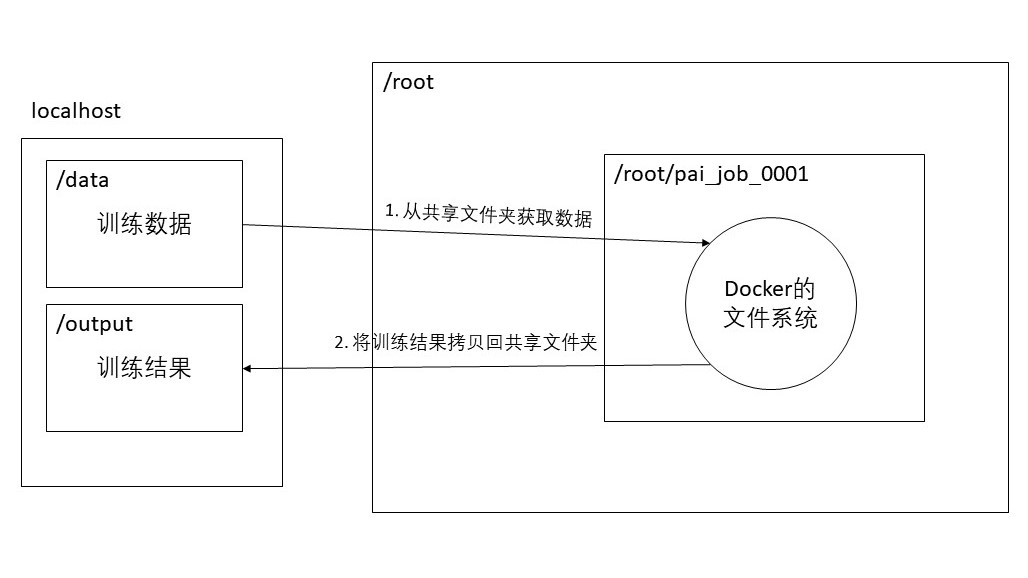 localhost
/data
训练数据
/output
训练结果
/root
1. 从共享文件夹获取数据
2. 将训练结果拷贝回共享文件夹
/root/pai_job_0001
Docker的
文件系统